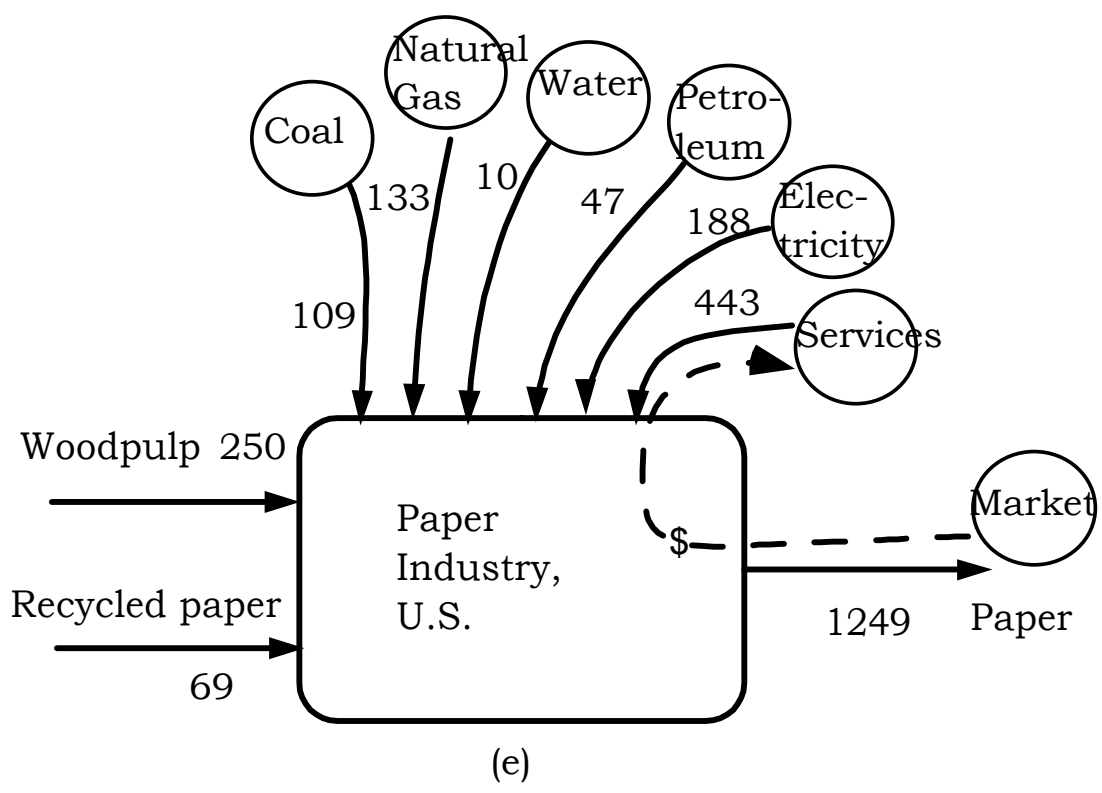 Natural
Gas
Water
Petro-
leum
Coal
133
10
47
188
Elec-
tricity
109
443
Services
Woodpulp 250
Market
Paper
Industry,
U.S.
$
Recycled paper
69
1249
Paper
(e)